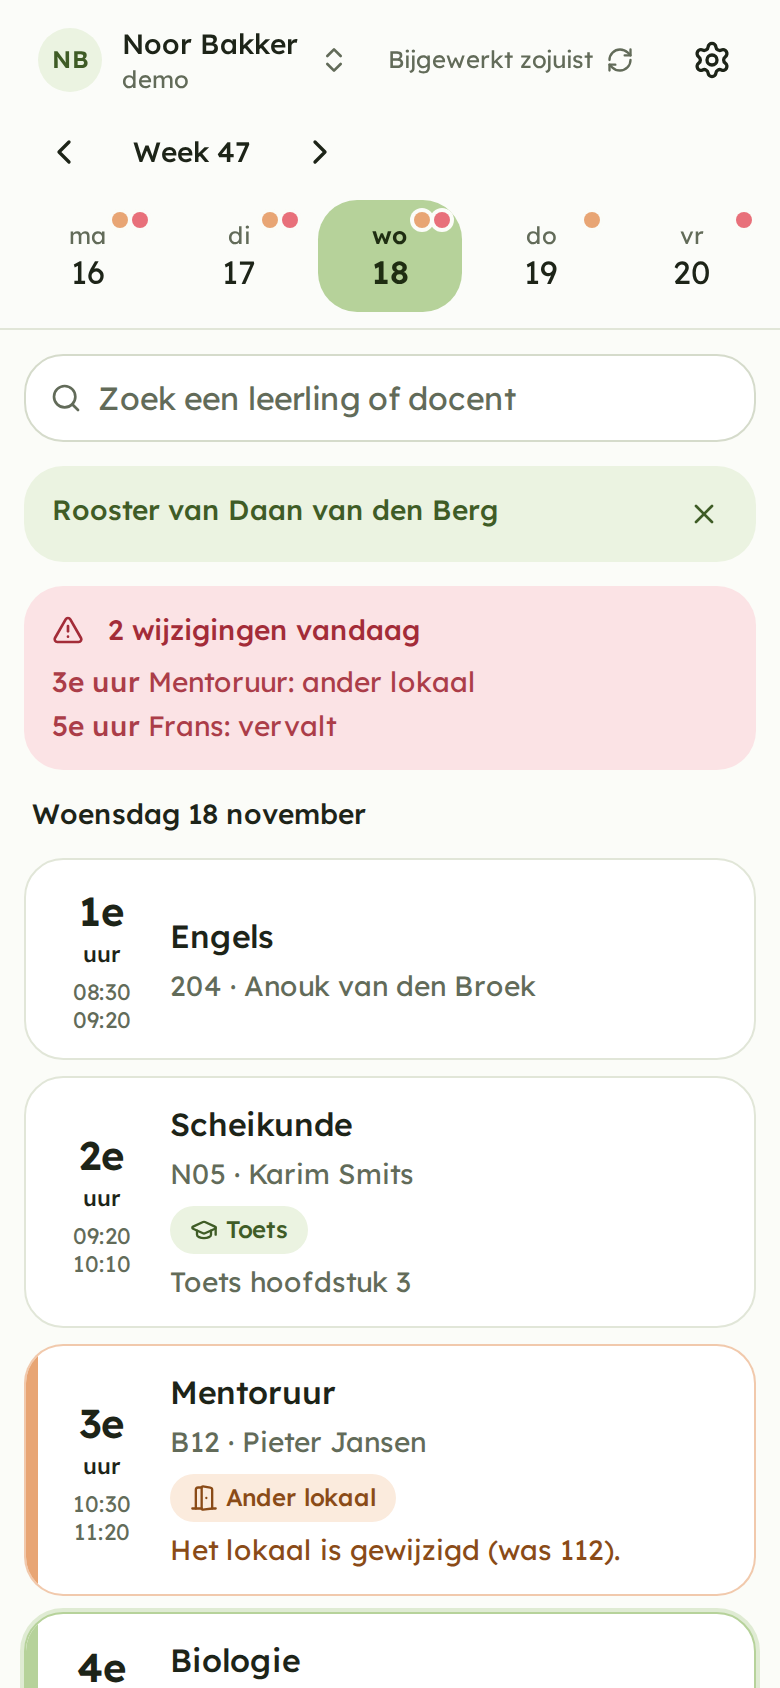 NB
Noor Bakker
demo
Bijgewerkt zojuist
Week 47
ma
16
di
17
wo
18
do
19
vr
20
Zoek een leerling of docent
Rooster van Daan van den Berg
2 wijzigingen vandaag
3e uur Mentoruur: ander lokaal
5e uur Frans: vervalt
Woensdag 18 november
1e
uur
08:30
09:20
Engels
204 · Anouk van den Broek
2e
uur
09:20
10:10
Scheikunde
N05 · Karim Smits
Toets
Toets hoofdstuk 3
3e
uur
10:30
11:20
Mentoruur
B12 · Pieter Jansen
Ander lokaal
Het lokaal is gewijzigd (was 112).
4e
Biologie